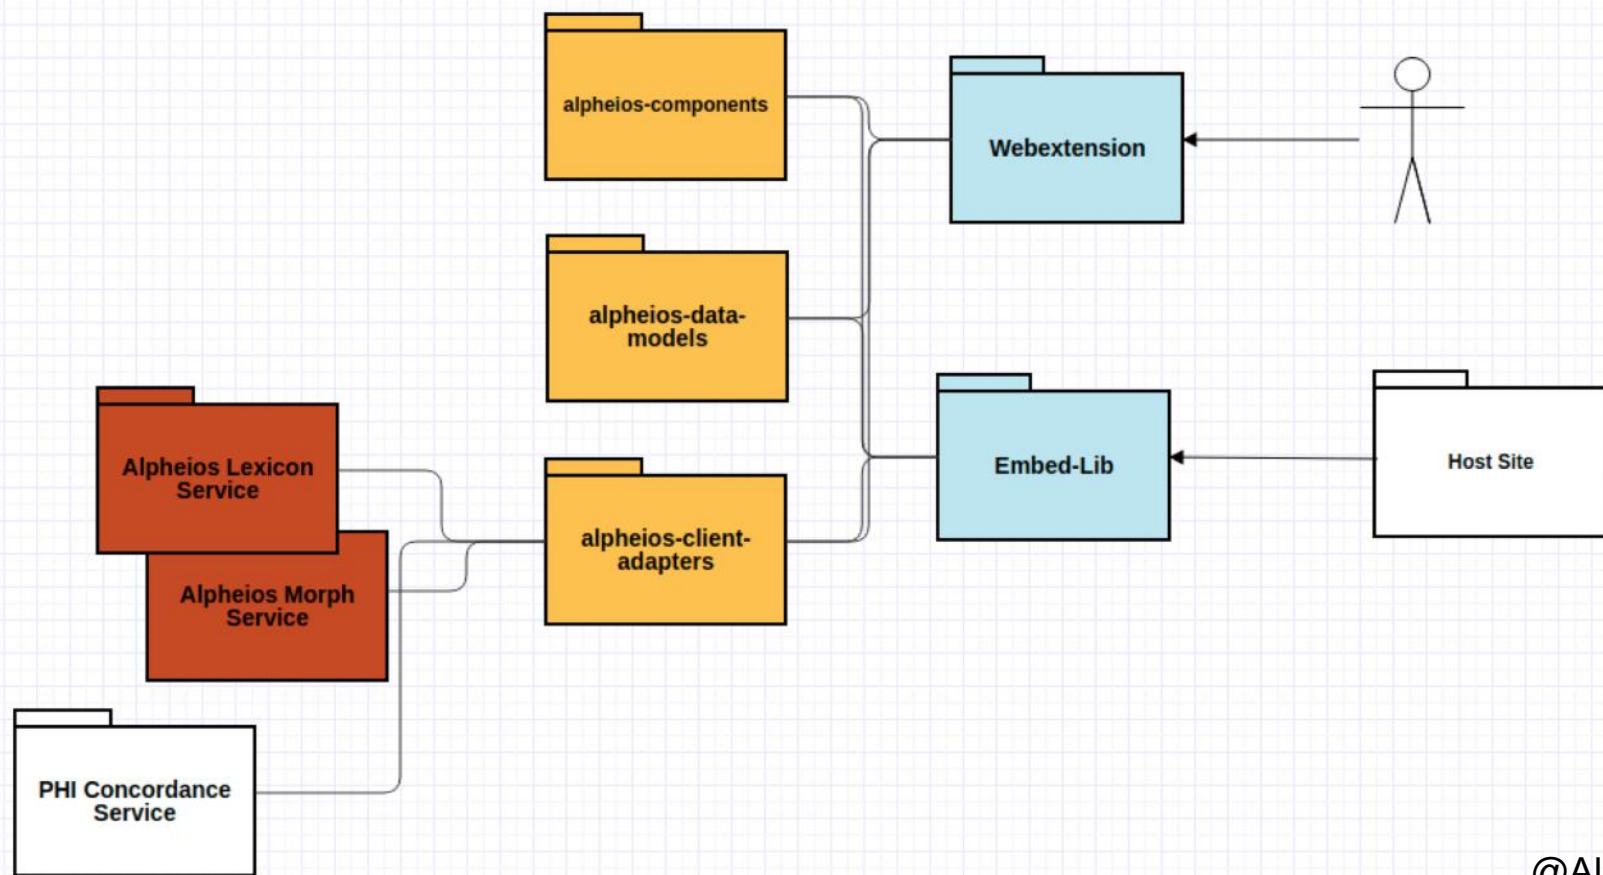 alpheios-components
Webextension
alpheios-data-
models
Alpheios Lexicon
Service
Embed-Lib
Host Site
alpheios-client-
adapters
Alpheios Morph
Service
PHI Concordance
Service